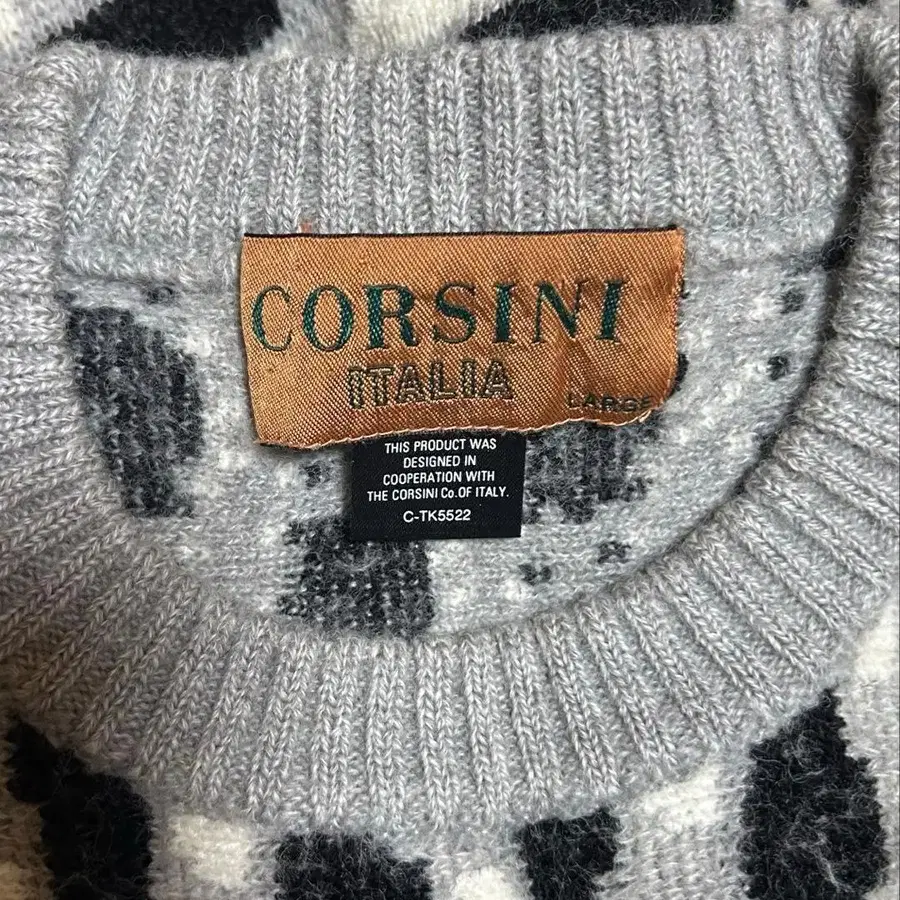 CORSINI
ITALIA
LARGE
THIS PRODUCT WAS
DESIGNED IN
COOPERATION WITH
THE CORSINI Co.OF ITALY.
C-TK5522